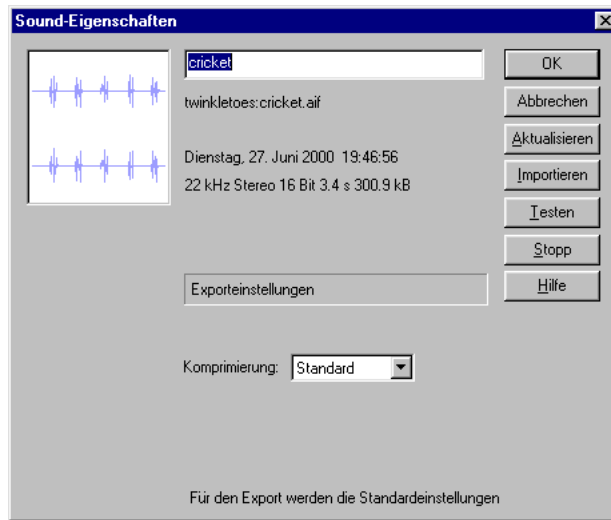 Sound-Eigenschaften
cricket
twinkletoes:cricket.aif
Dienstag, 27. Juni 2000 19:46:56
22 kHz Stereo 16 Bit 3.4 s 300.9 kB
OK
Abbrechen
Aktualisieren
Importieren
Testen
Stopp
Hilfe
Exporteinstellungen
Komprimierung: Standard
Für den Export werden die Standardeinstellungen